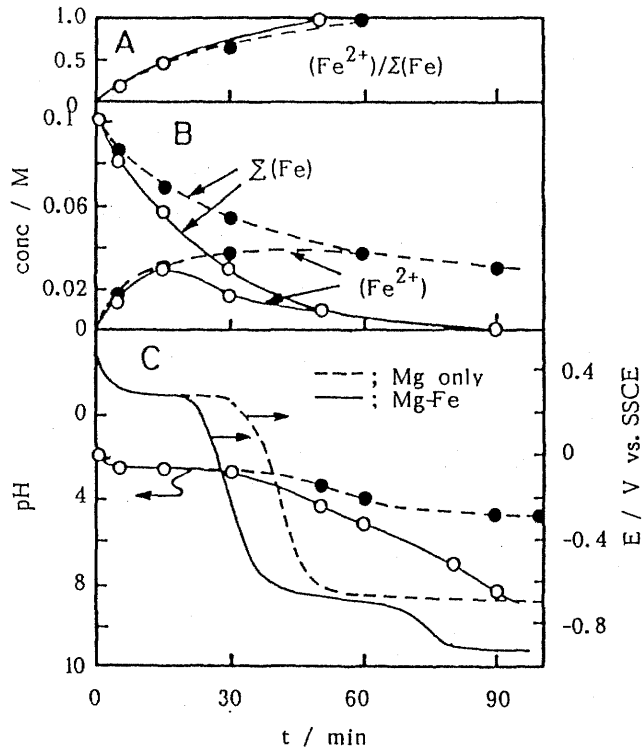 1.0
A
0.5
(Fe²⁺)/Σ(Fe)
0
0.1
B
Σ(Fe)
0.06
conc / M
(Fe²⁺)
0.02
0
C
---- ; Mg only
—— ; Mg-Fe
0.4
0
0
4
-0.4
8
-0.8
10
pH
E / V vs. SSCE
0 30 60 90
t / min